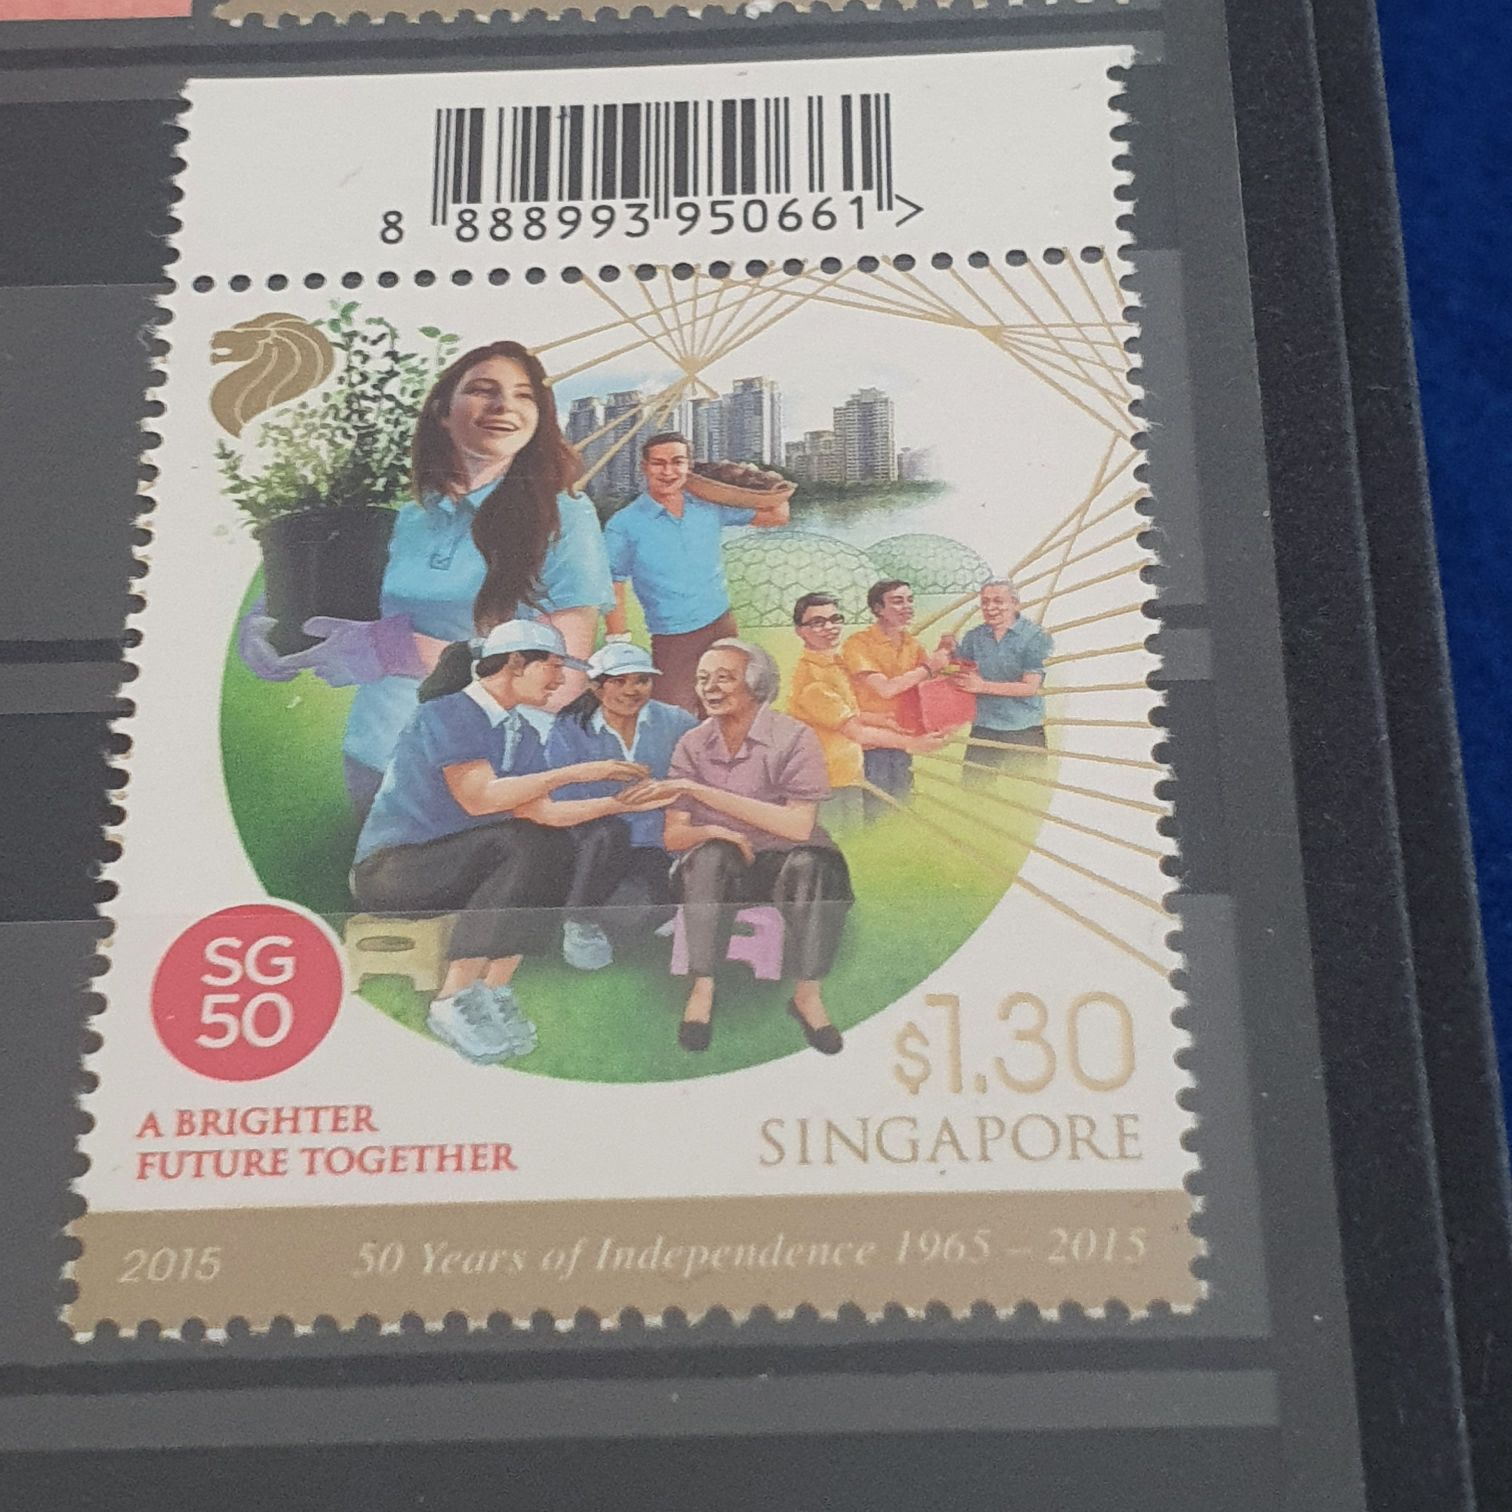 8 888993 950661 >
SG
50
$1.30
A BRIGHTER
FUTURE TOGETHER
SINGAPORE
2015 50 Years of Independence 1965 – 2015